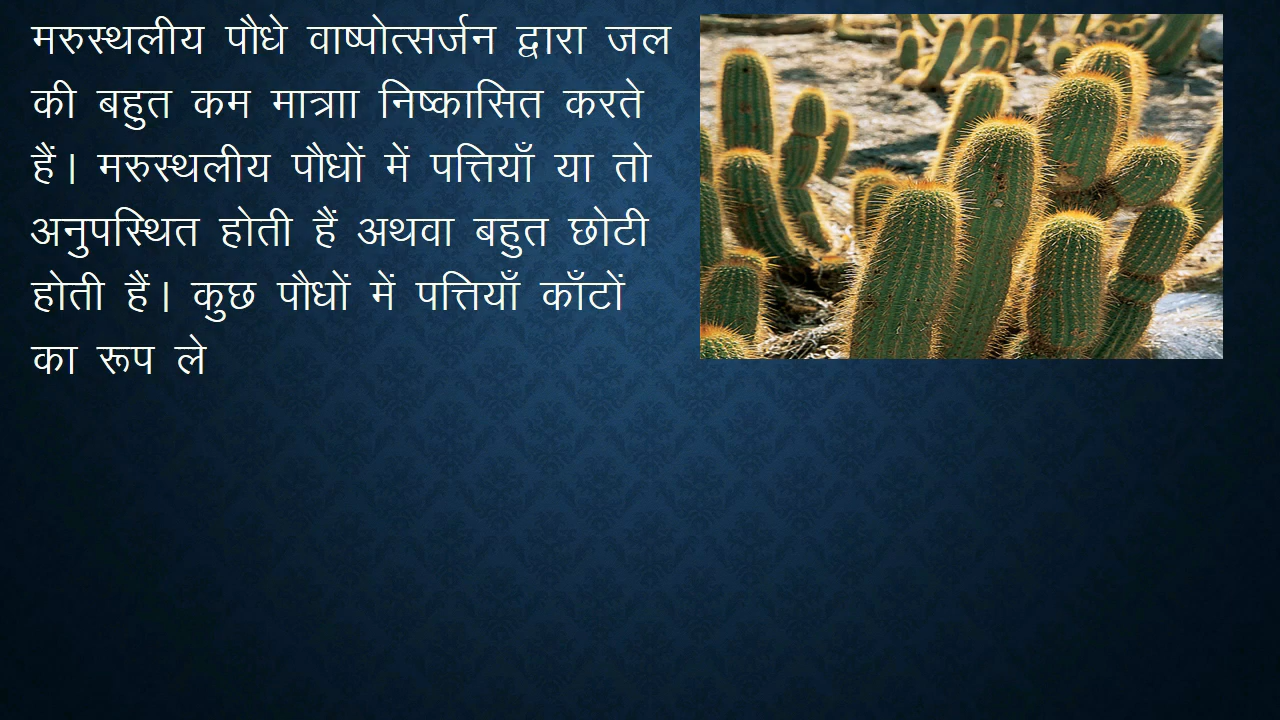 मरुस्थलीय पौधे वाष्पोत्सर्जन द्वारा जल
की बहुत कम मात्राा निष्कासित करते
हैं। मरुस्थलीय पौधों में पत्तियाँ या तो
अनुपस्थित होती हैं अथवा बहुत छोटी
होती हैं। कुछ पौधों में पत्तियाँ काँटों
का रूप ले